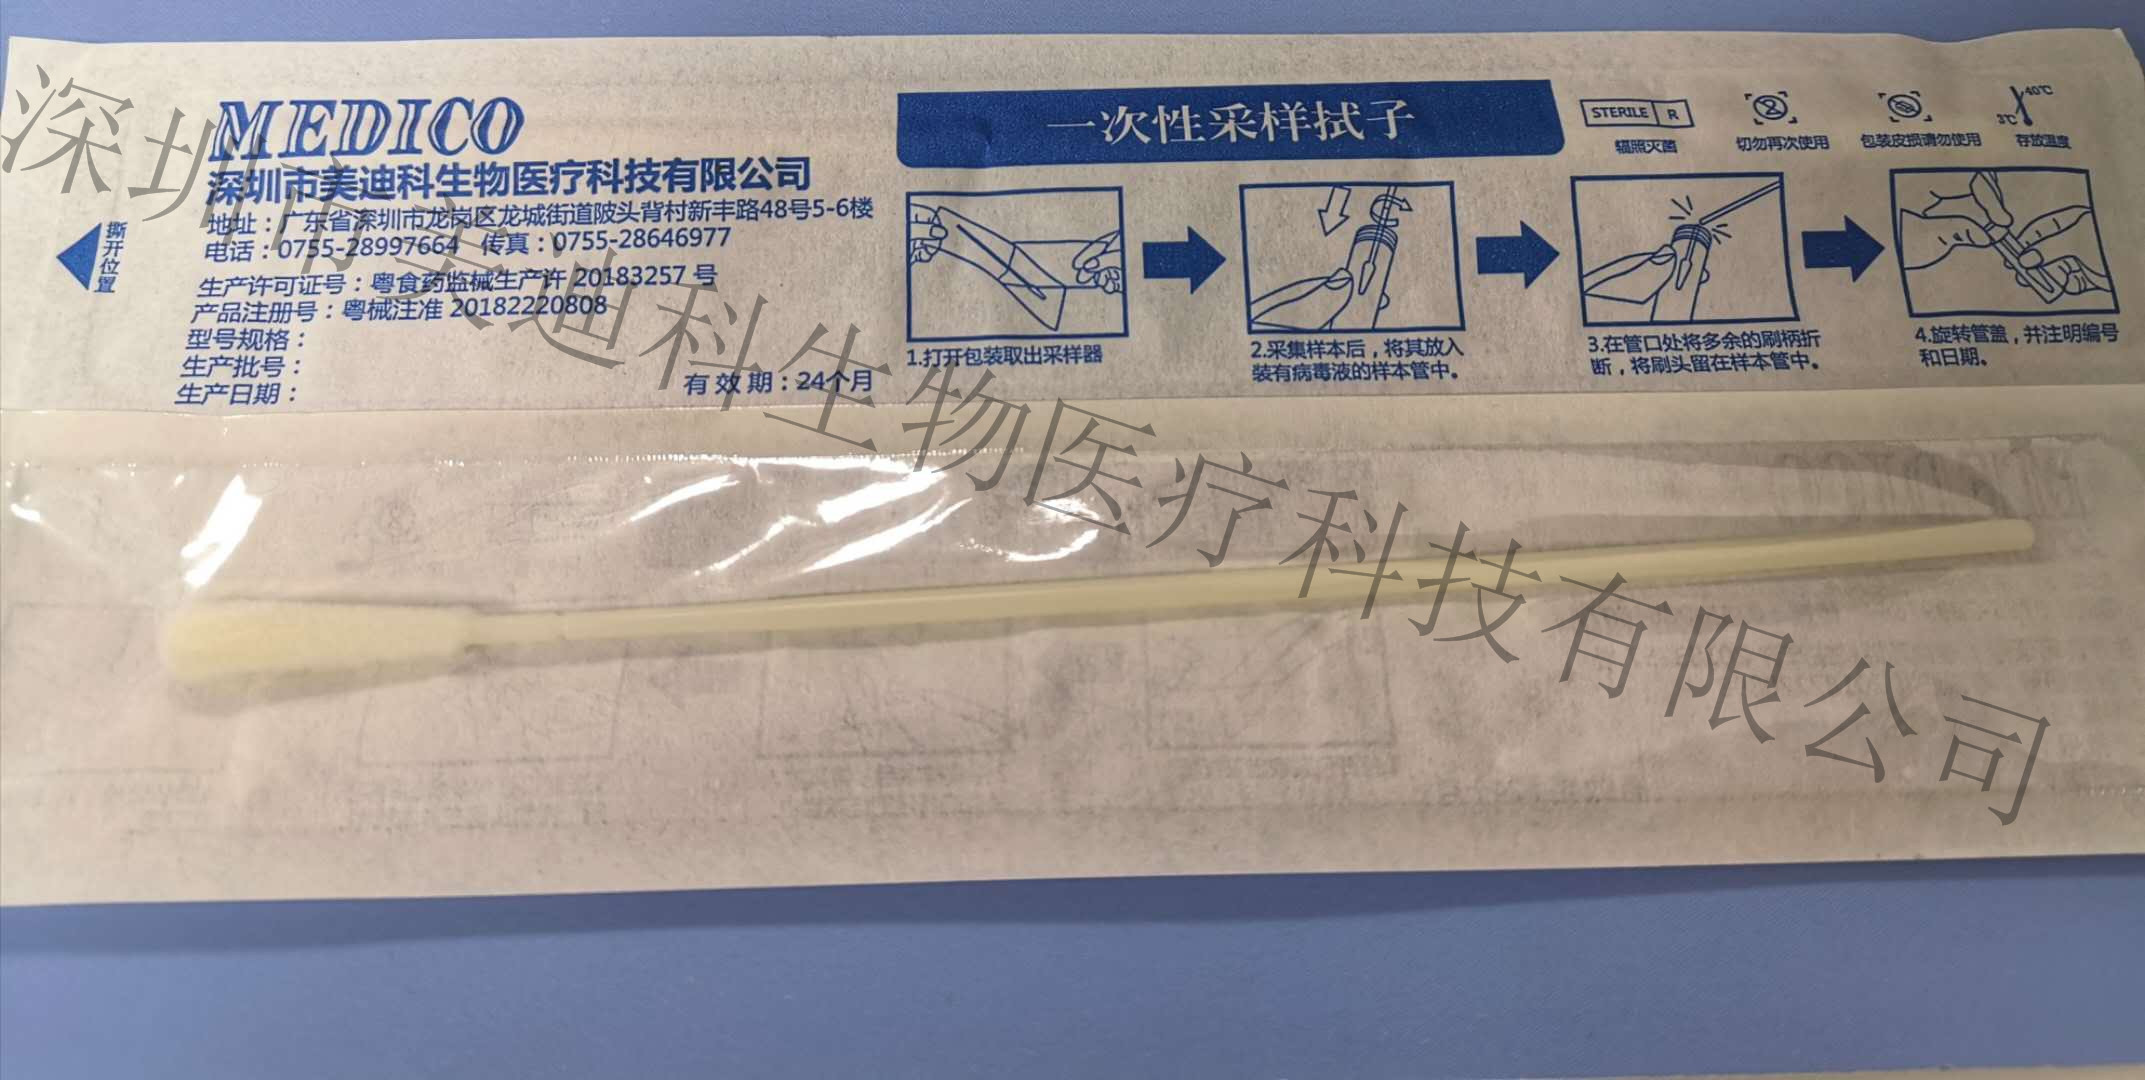 MEDICO
深圳市美迪科生物医疗科技有限公司
地址：广东省深圳市龙岗区龙城街道陂头背村新丰路48号5-6楼
电话：0755-28997664 传真：0755-28646977
生产许可证号：粤食药监械生产许 20183257 号
产品注册号：粤械注准 20182220808
型号规格：
生产批号：
生产日期：
有 效 期：24个月
撕开位置
一次性采样拭子
STERILE R
辐照灭菌
2
切勿再次使用
包装皮损请勿使用
40℃
3℃
存放温度
1.打开包装取出采样器
2.采集样本后，将其放入
装有病毒液的样本管中。
3.在管口处将多余的刷柄折
断，将刷头留在样本管中。
4.旋转管盖，并注明编号
和日期。
深圳市美迪科生物医疗科技有限公司